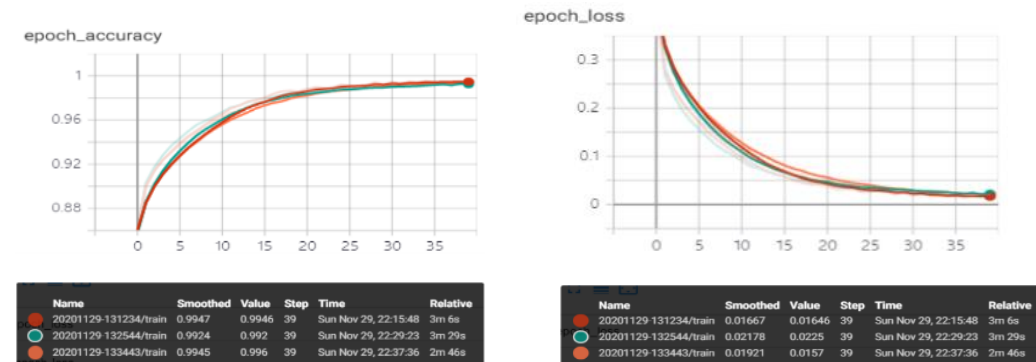 epoch_loss
epoch_accuracy
1
0.96
0.92
0.88
0 5 10 15 20 25 30 35
0.3
0.2
0.1
0
0 5 10 15 20 25 30 35
Name Smoothed Value Step Time Relative
20201129-131234/train 0.9947 0.9946 39 Sun Nov 29, 22:15:48 3m 6s
20201129-132544/train 0.9924 0.992 39 Sun Nov 29, 22:29:23 3m 29s
20201129-133443/train 0.9945 0.996 39 Sun Nov 29, 22:37:36 2m 46s
Name Smoothed Value Step Time Relative
20201129-131234/train 0.01667 0.01646 39 Sun Nov 29, 22:15:48 3m 6s
20201129-132544/train 0.02178 0.0225 39 Sun Nov 29, 22:29:23 3m 29s
20201129-133443/train 0.01921 0.0157 39 Sun Nov 29, 22:37:36 2m 46s